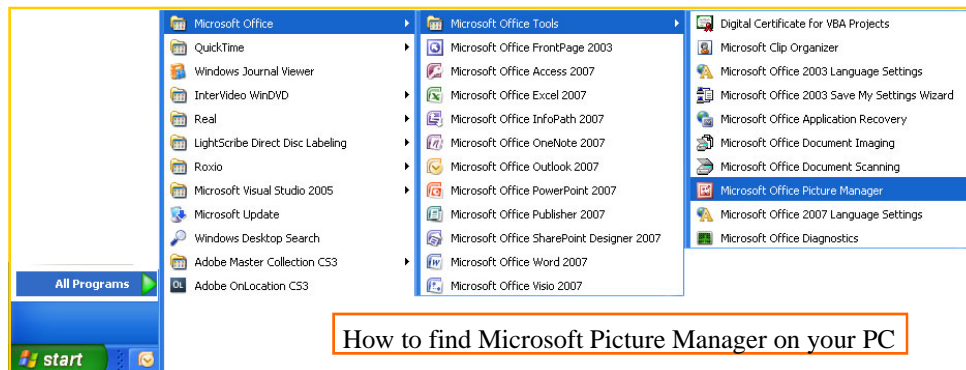 Microsoft Office
QuickTime
Windows Journal Viewer
InterVideo WinDVD
Real
LightScribe Direct Disc Labeling
Roxio
Microsoft Visual Studio 2005
Microsoft Update
Windows Desktop Search
Adobe Master Collection CS3
OL Adobe OnLocation CS3
Microsoft Office Tools
Microsoft Office FrontPage 2003
Microsoft Office Access 2007
Microsoft Office Excel 2007
Microsoft Office InfoPath 2007
Microsoft Office OneNote 2007
Microsoft Office Outlook 2007
Microsoft Office PowerPoint 2007
Microsoft Office Publisher 2007
Microsoft Office SharePoint Designer 2007
Microsoft Office Word 2007
Microsoft Office Visio 2007
Digital Certificate for VBA Projects
Microsoft Clip Organizer
Microsoft Office 2003 Language Settings
Microsoft Office 2003 Save My Settings Wizard
Microsoft Office Application Recovery
Microsoft Office Document Imaging
Microsoft Office Document Scanning
Microsoft Office Picture Manager
Microsoft Office 2007 Language Settings
Microsoft Office Diagnostics
All Programs
start
How to find Microsoft Picture Manager on your PC